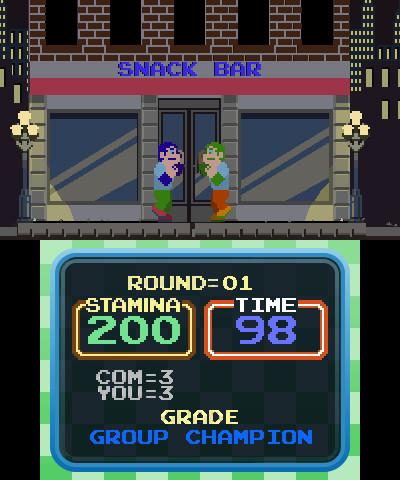 SNACK BAR
ROUND=01
STAMINA TIME
200 98
COM=3
YOU=3
GRADE
GROUP CHAMPION